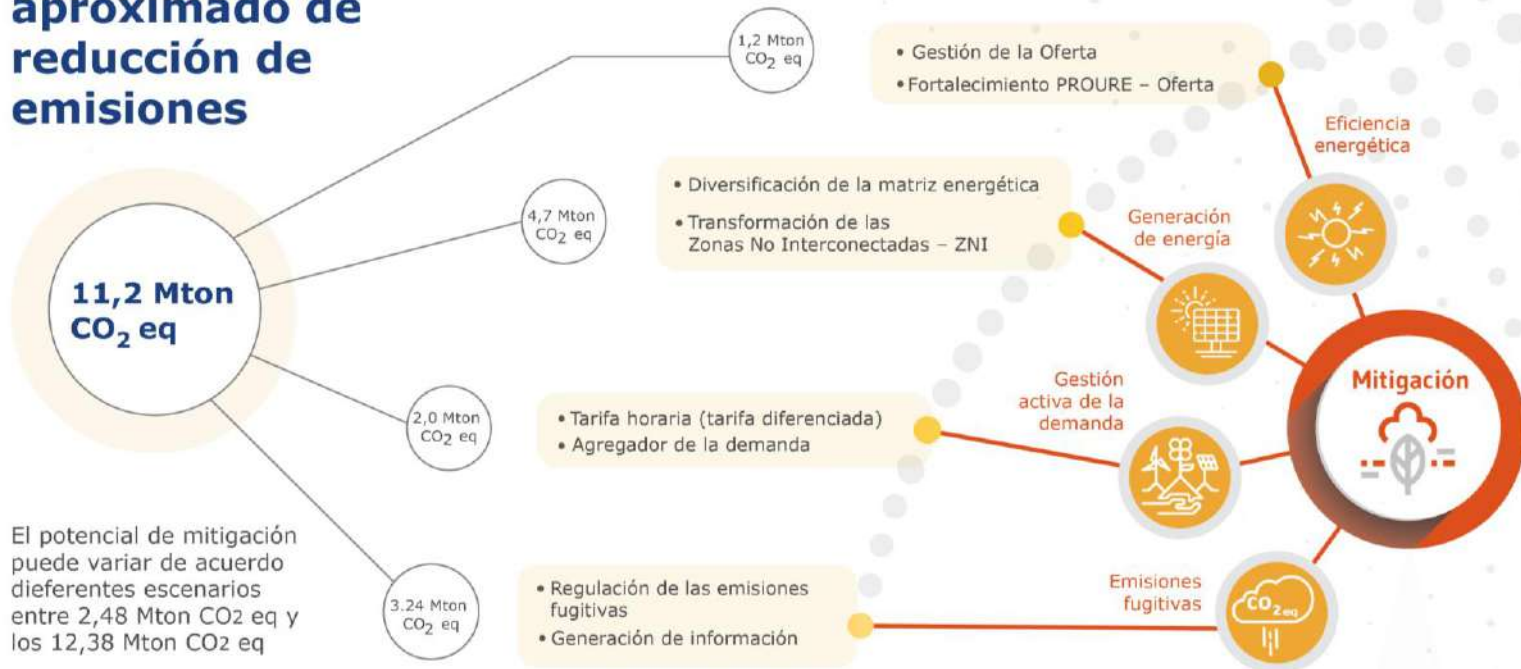 aproximado de
reducción de
emisiones
11,2 Mton
CO2 eq
El potencial de mitigación
puede variar de acuerdo
dieferentes escenarios
entre 2,48 Mton CO2 eq y
los 12,38 Mton CO2 eq
1,2 Mton
CO2 eq
• Gestión de la Oferta
• Fortalecimiento PROURE – Oferta
Eficiencia
energética
4,7 Mton
CO2 eq
• Diversificación de la matriz energética
• Transformación de las
Zonas No Interconectadas – ZNI
Generación
de energía
2,0 Mton
CO2 eq
• Tarifa horaria (tarifa diferenciada)
• Agregador de la demanda
Gestión
activa de la
demanda
3.24 Mton
CO2 eq
• Regulación de las emisiones
fugitivas
• Generación de información
Emisiones
fugitivas
CO2eq
Mitigación